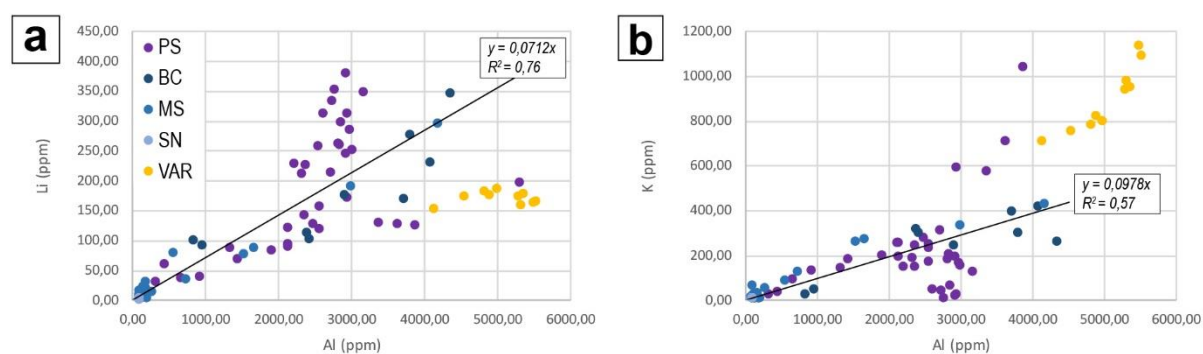 a
450,00
400,00
350,00
300,00
250,00
200,00
150,00
100,00
50,00
0,00
Li (ppm)
PS
BC
MS
SN
VAR
y = 0,0712x
R² = 0,76
0,00 1000,00 2000,00 3000,00 4000,00 5000,00 6000,00
Al (ppm)
b
1200,00
1000,00
800,00
600,00
400,00
200,00
0,00
K (ppm)
y = 0,0978x
R² = 0,57
0,00 1000,00 2000,00 3000,00 4000,00 5000,00 6000,00
Al (ppm)